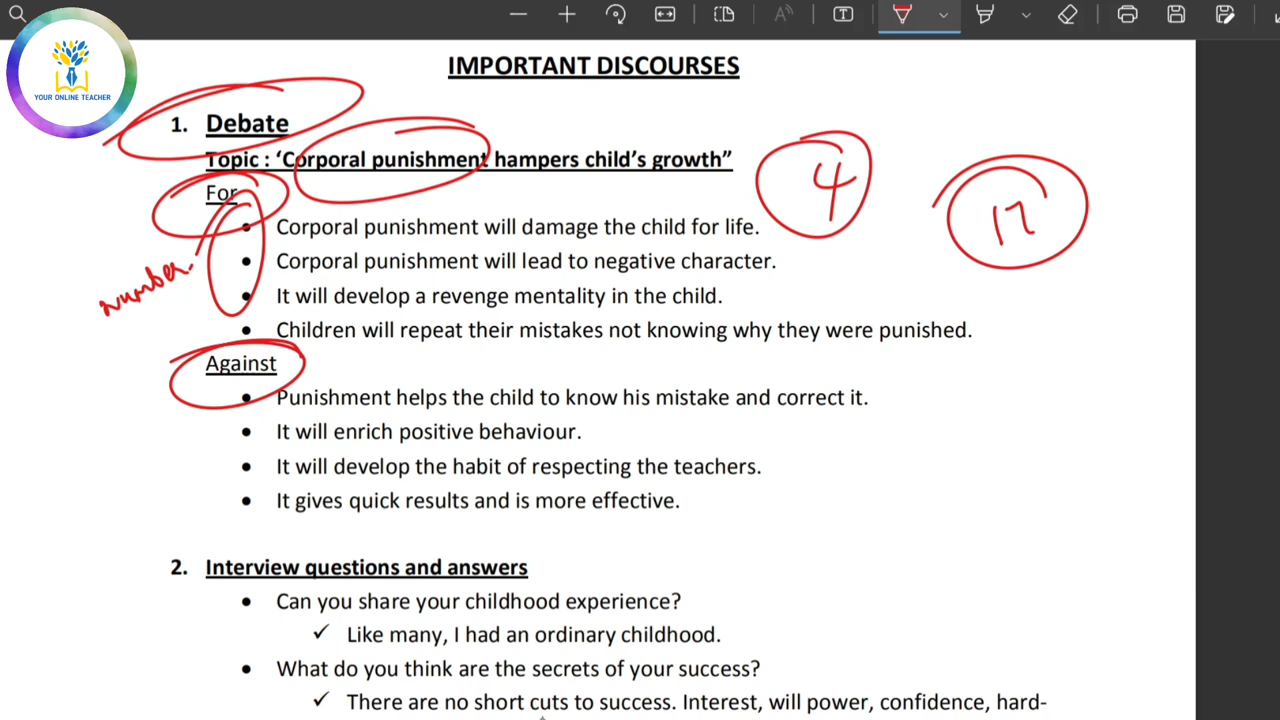 YOUR ONLINE TEACHER
IMPORTANT DISCOURSES
1. Debate
Topic : ‘Corporal punishment hampers child’s growth”
4
17
For
• Corporal punishment will damage the child for life.
• Corporal punishment will lead to negative character.
number.
• It will develop a revenge mentality in the child.
• Children will repeat their mistakes not knowing why they were punished.
Against
• Punishment helps the child to know his mistake and correct it.
• It will enrich positive behaviour.
• It will develop the habit of respecting the teachers.
• It gives quick results and is more effective.
2. Interview questions and answers
• Can you share your childhood experience?
✓ Like many, I had an ordinary childhood.
• What do you think are the secrets of your success?
✓ There are no short cuts to success. Interest, will power, confidence, hard-